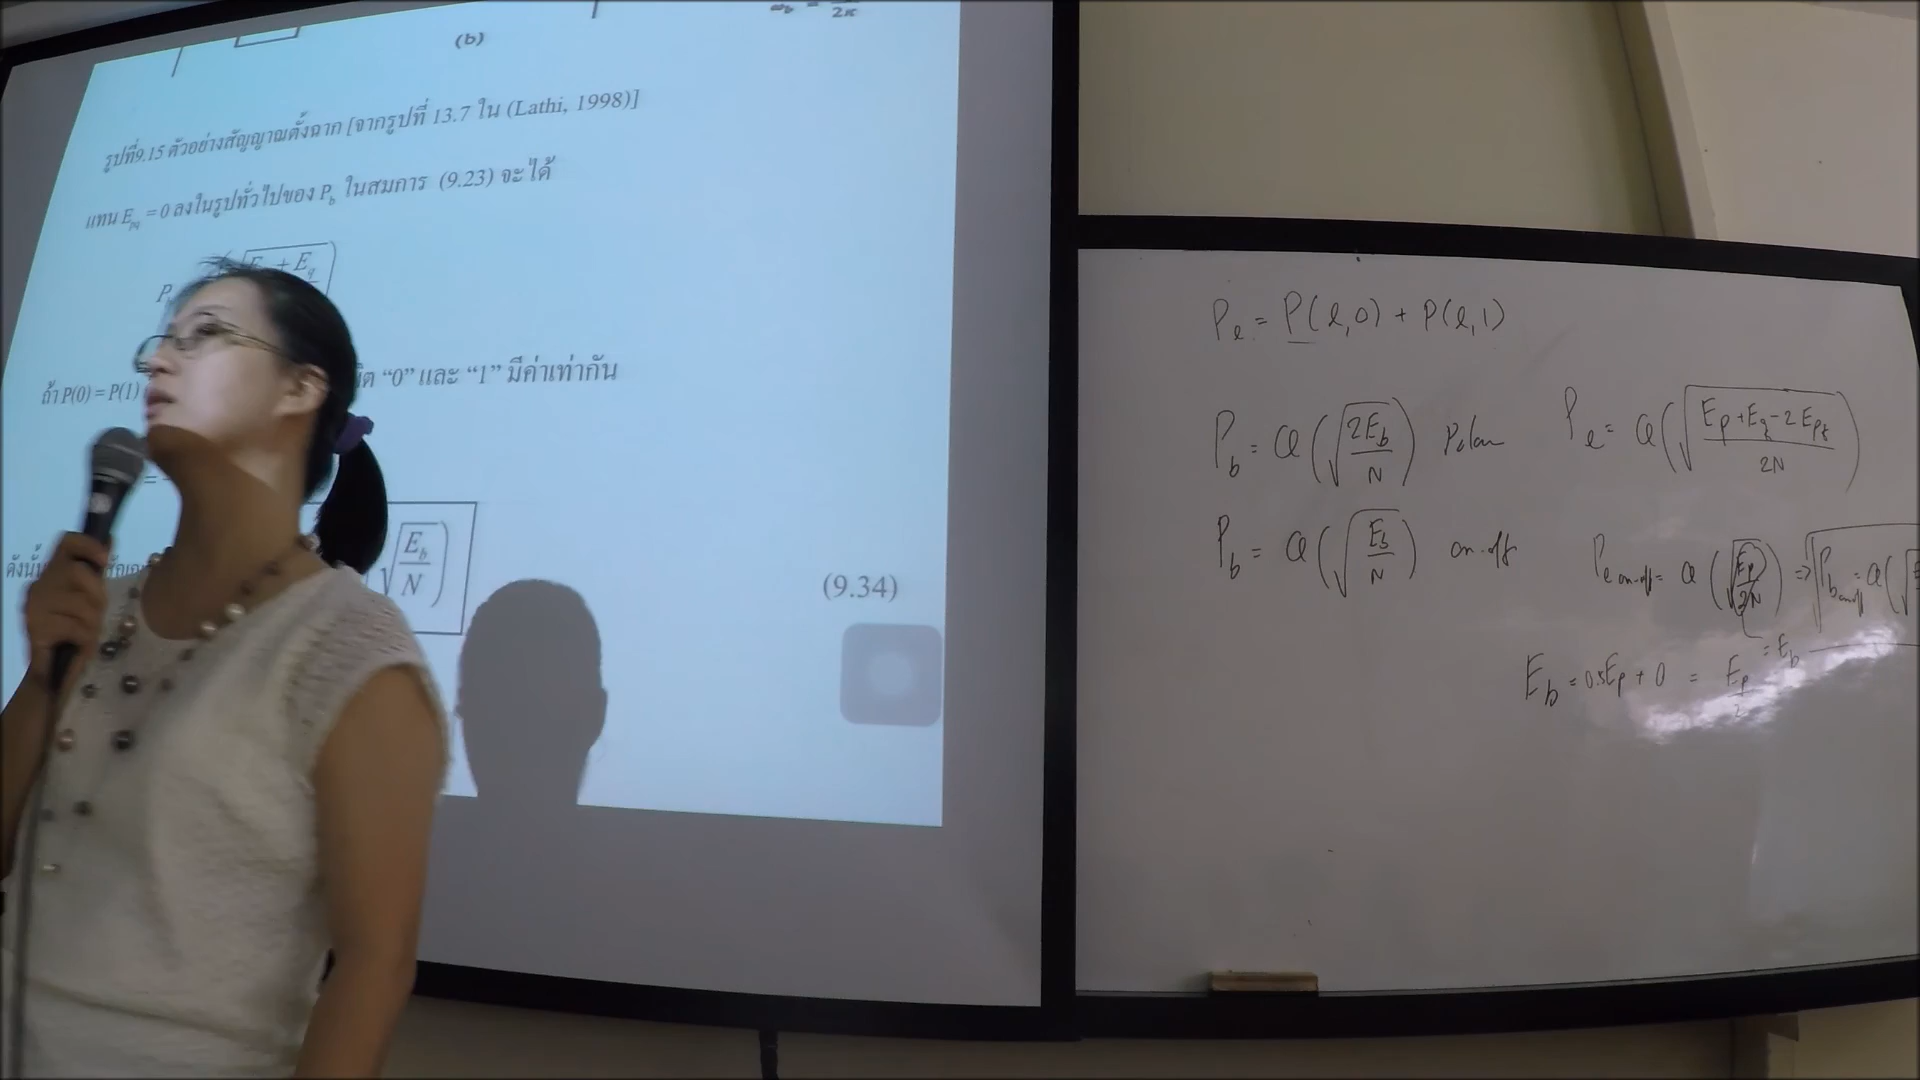 (b)
2π
รูปที่9.15 ตัวอย่างสัญญาณตั้งฉาก [จากรูปที่ 13.7 ใน (Lathi, 1998)]
แทน E_pq = 0 ลงในรูปทั่วไปของ P_b ในสมการ (9.23) จะได้
+ E_q
ถ้า P(0) = P(1)
“0” และ “1” มีค่าเท่ากัน
=
√(E_b/N))
(9.34)
ดังนั้น
P_e = P(e,0) + P(e,1)
P_b = Q(√(2E_b/N)) Polar
P_b = Q(√(E_b/N)) on-off
P_e = Q(√((E_p + E_q - 2E_pq)/2N))
P_e on-off = Q(√(E_p/2N)) => P_b on-off = Q(√
= E_b
E_b = 0.5E_p + 0 = E_p/2